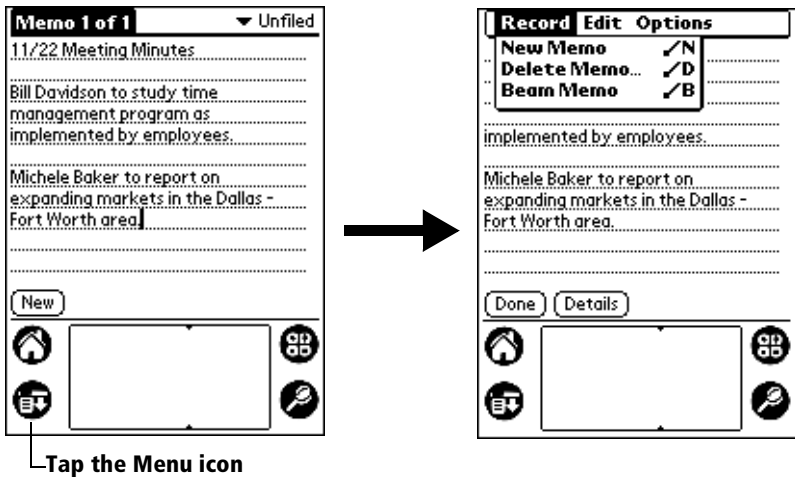 Memo 1 of 1
Unfiled
11/22 Meeting Minutes
Bill Davidson to study time
management program as
implemented by employees.
Michele Baker to report on
expanding markets in the Dallas -
Fort Worth area.
New
Tap the Menu icon
Record Edit Options
New Memo /N
Delete Memo... /D
Beam Memo /B
implemented by employees.
Michele Baker to report on
expanding markets in the Dallas -
Fort Worth area.
Done Details